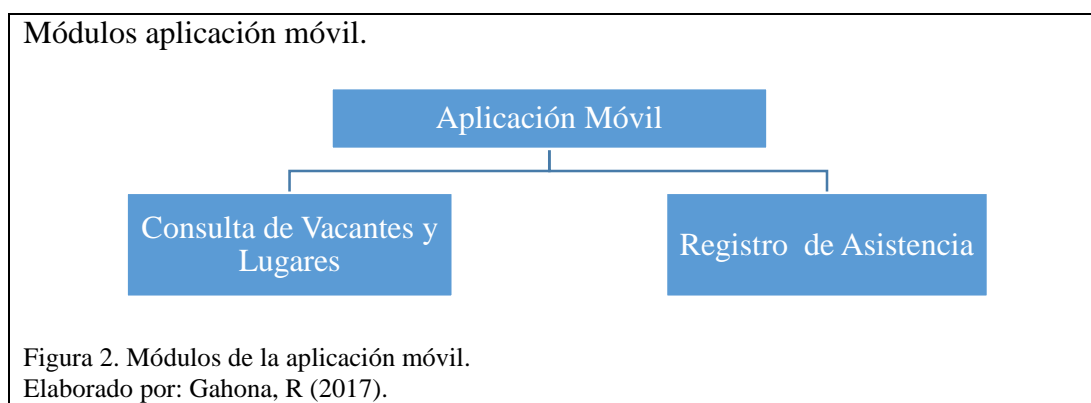 Módulos aplicación móvil.
Aplicación Móvil
Consulta de Vacantes y
Lugares
Registro de Asistencia
Figura 2. Módulos de la aplicación móvil.
Elaborado por: Gahona, R (2017).